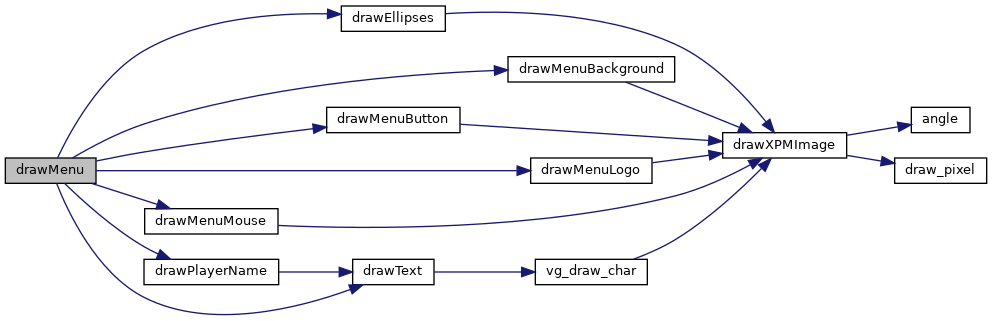 drawEllipses
drawMenuBackground
drawMenuButton
angle
drawXPMImage
drawMenu
drawMenuLogo
draw_pixel
drawMenuMouse
drawPlayerName
drawText
vg_draw_char